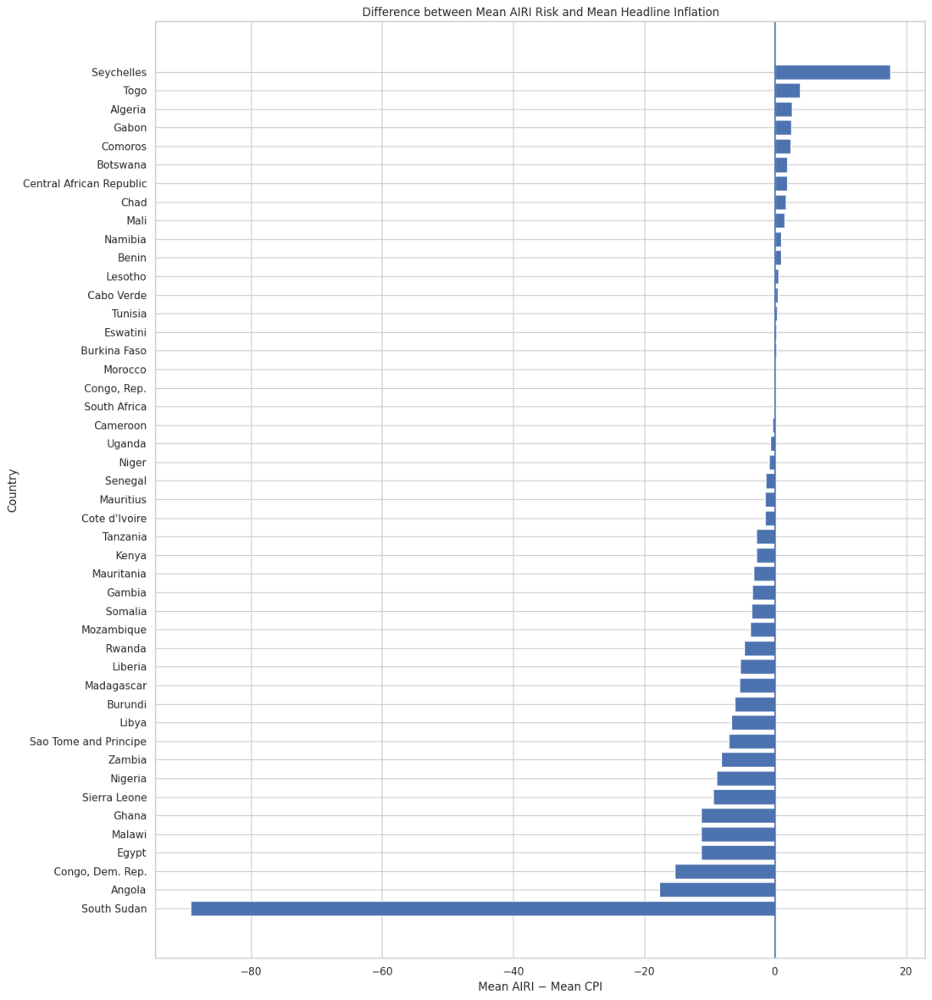 Difference between Mean AIRI Risk and Mean Headline Inflation
Seychelles
Togo
Algeria
Gabon
Comoros
Botswana
Central African Republic
Chad
Mali
Namibia
Benin
Lesotho
Cabo Verde
Tunisia
Eswatini
Burkina Faso
Morocco
Congo, Rep.
South Africa
Cameroon
Uganda
Niger
Senegal
Mauritius
Cote d'Ivoire
Tanzania
Kenya
Mauritania
Gambia
Somalia
Mozambique
Rwanda
Liberia
Madagascar
Burundi
Libya
Sao Tome and Principe
Zambia
Nigeria
Sierra Leone
Ghana
Malawi
Egypt
Congo, Dem. Rep.
Angola
South Sudan
Country
−80 −60 −40 −20 0 20
Mean AIRI − Mean CPI